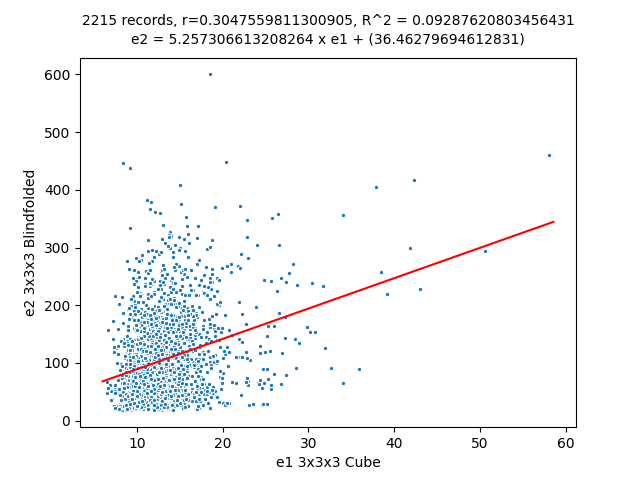 2215 records, r=0.3047559811300905, R^2 = 0.09287620803456431
e2 = 5.257306613208264 x e1 + (36.46279694612831)
600
500
400
300
200
100
0
e2 3x3x3 Blindfolded
10 20 30 40 50 60
e1 3x3x3 Cube